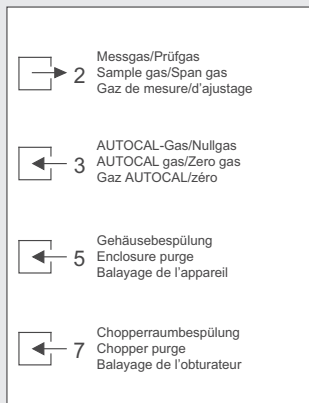 2 Messgas/Prüfgas
Sample gas/Span gas
Gaz de mesure/d'ajustage
3 AUTOCAL-Gas/Nullgas
AUTOCAL gas/Zero gas
Gaz AUTOCAL/zéro
5 Gehäusebespülung
Enclosure purge
Balayage de l'appareil
7 Chopperraumbespülung
Chopper purge
Balayage de l'obturateur